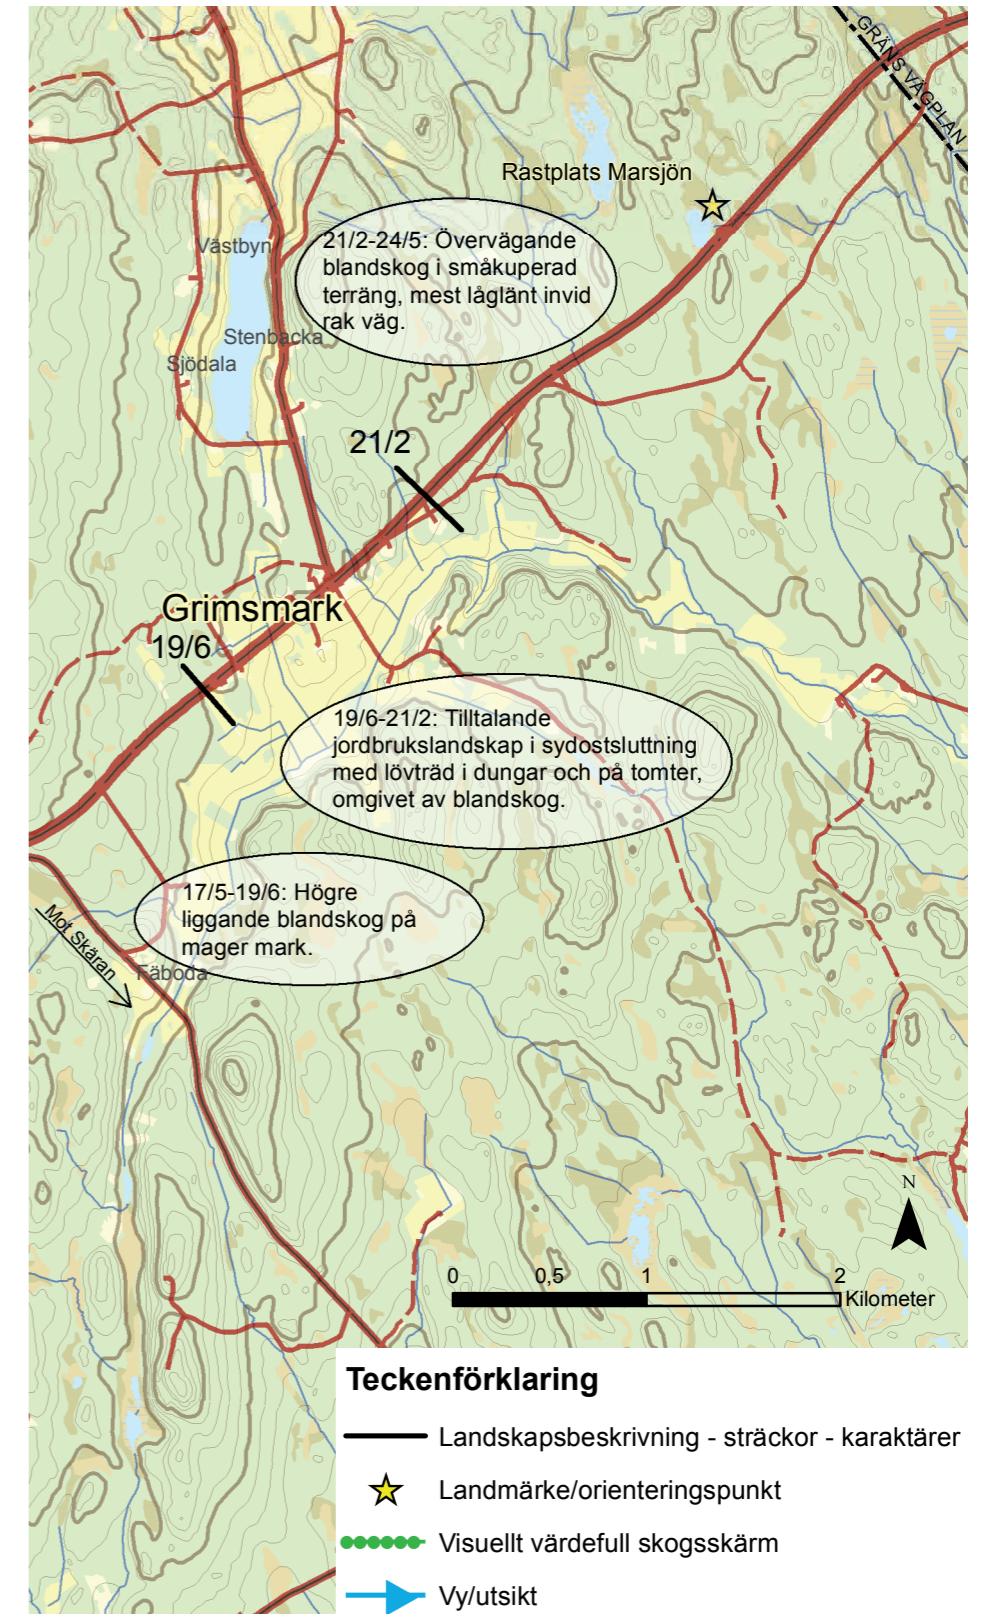 GRÄNS VÄGPLAN
Rastplats Marsjön
21/2-24/5: Övervägande
blandskog i småkuperad
terräng, mest låglänt invid
rak väg.
Västbyn
Stenbacka
Sjödala
21/2
Grimsmark
19/6
19/6-21/2: Tilltalande
jordbrukslandskap i sydostsluttning
med lövträd i dungar och på tomter,
omgivet av blandskog.
17/5-19/6: Högre
liggande blandskog på
mager mark.
Mot Skäran
Fäboda
N
0 0,5 1 2
Kilometer
Teckenförklaring
Landskapsbeskrivning - sträckor - karaktärer
Landmärke/orienteringspunkt
Visuellt värdefull skogsskärm
Vy/utsikt